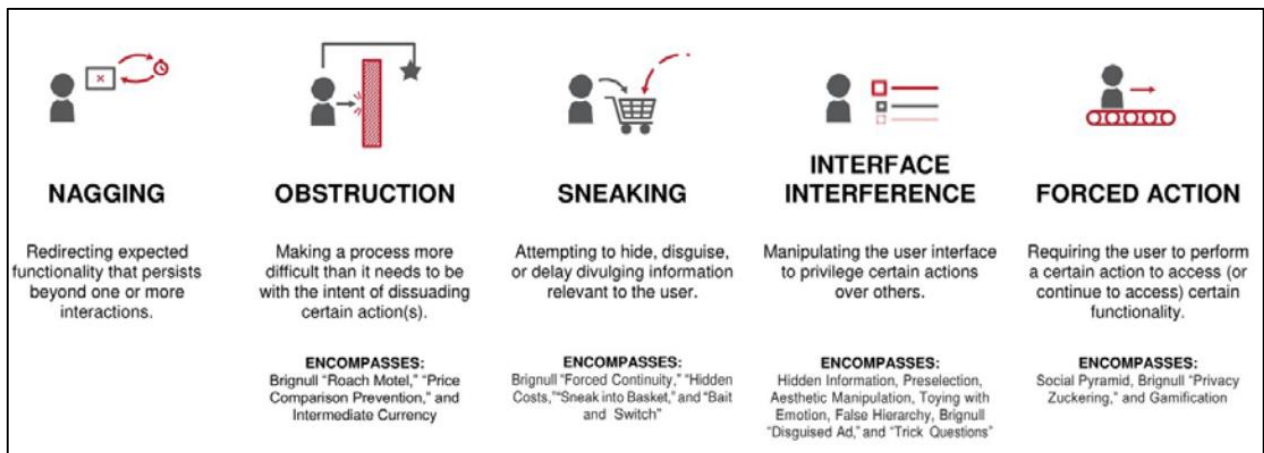 NAGGING
Redirecting expected
functionality that persists
beyond one or more
interactions.
OBSTRUCTION
Making a process more
difficult than it needs to be
with the intent of dissuading
certain action(s).
ENCOMPASSES:
Brignull “Roach Motel,” “Price
Comparison Prevention,” and
Intermediate Currency
SNEAKING
Attempting to hide, disguise,
or delay divulging information
relevant to the user.
ENCOMPASSES:
Brignull “Forced Continuity,” “Hidden
Costs,”“Sneak into Basket,” and “Bait
and Switch”
INTERFACE
INTERFERENCE
Manipulating the user interface
to privilege certain actions
over others.
ENCOMPASSES:
Hidden Information, Preselection,
Aesthetic Manipulation, Toying with
Emotion, False Hierarchy, Brignull
“Disguised Ad,” and “Trick Questions”
FORCED ACTION
Requiring the user to perform
a certain action to access (or
continue to access) certain
functionality.
ENCOMPASSES:
Social Pyramid, Brignull “Privacy
Zuckering,” and Gamification